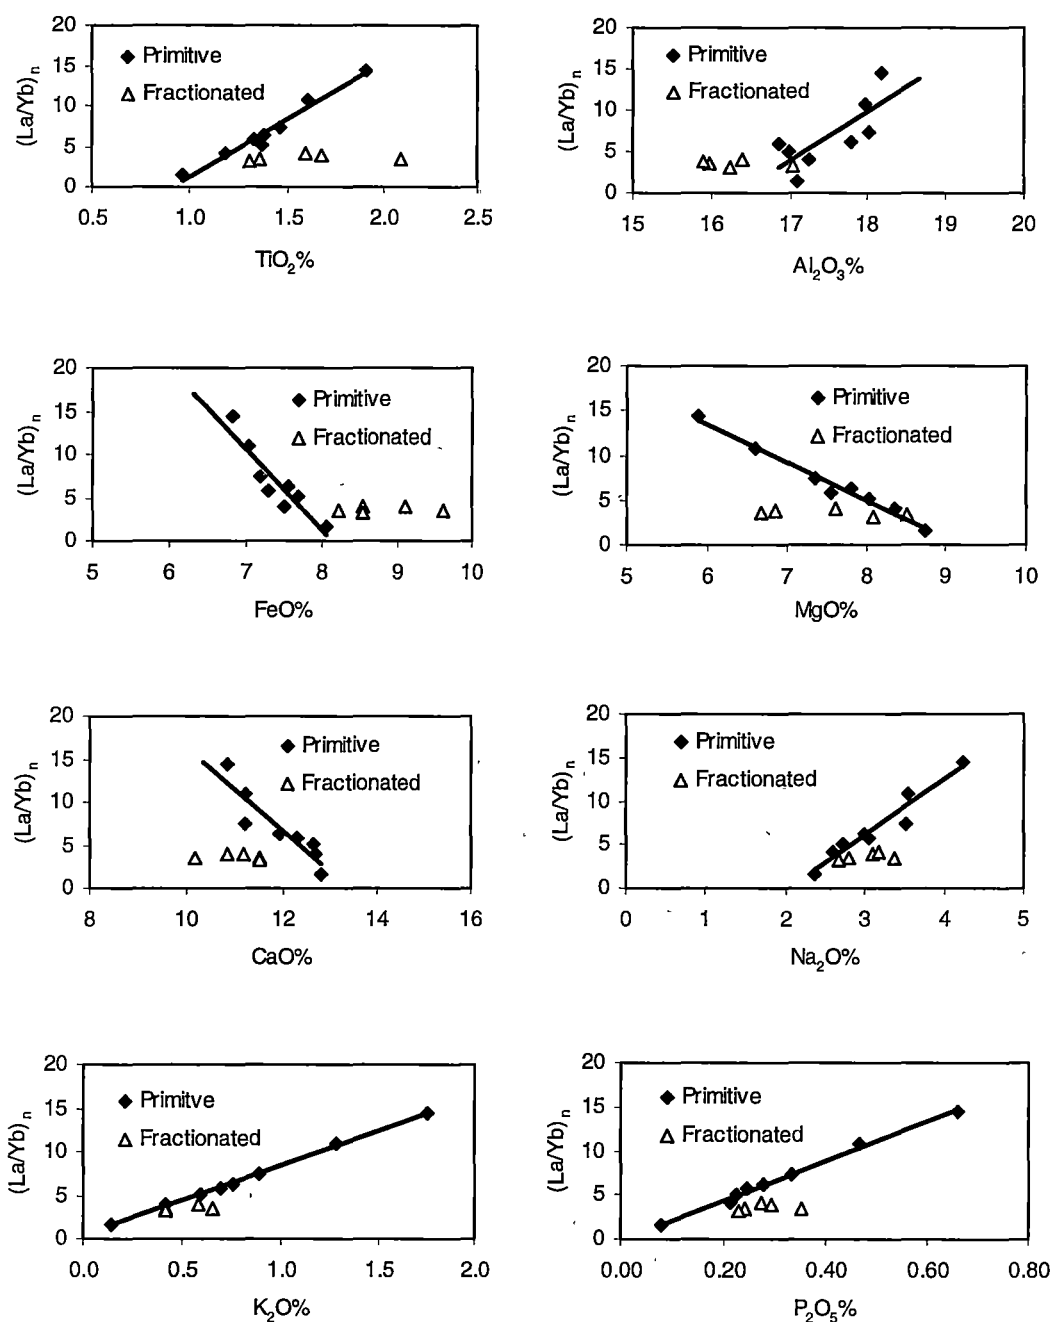 20
15
10
5
0
(La/Yb)n
Primitive
Fractionated
0.5 1.0 1.5 2.0 2.5
TiO2%
20
15
10
5
0
(La/Yb)n
Primitive
Fractionated
15 16 17 18 19 20
Al2O3%
20
15
10
5
0
(La/Yb)n
Primitive
Fractionated
5 6 7 8 9 10
FeO%
20
15
10
5
0
(La/Yb)n
Primitive
Fractionated
5 6 7 8 9 10
MgO%
20
15
10
5
0
(La/Yb)n
Primitive
Fractionated
8 10 12 14 16
CaO%
20
15
10
5
0
(La/Yb)n
Primitive
Fractionated
0 1 2 3 4 5
Na2O%
20
15
10
5
0
(La/Yb)n
Primitve
Fractionated
0.0 0.5 1.0 1.5 2.0
K2O%
20
15
10
5
0
(La/Yb)n
Primitive
Fractionated
0.00 0.20 0.40 0.60 0.80
P2O5%